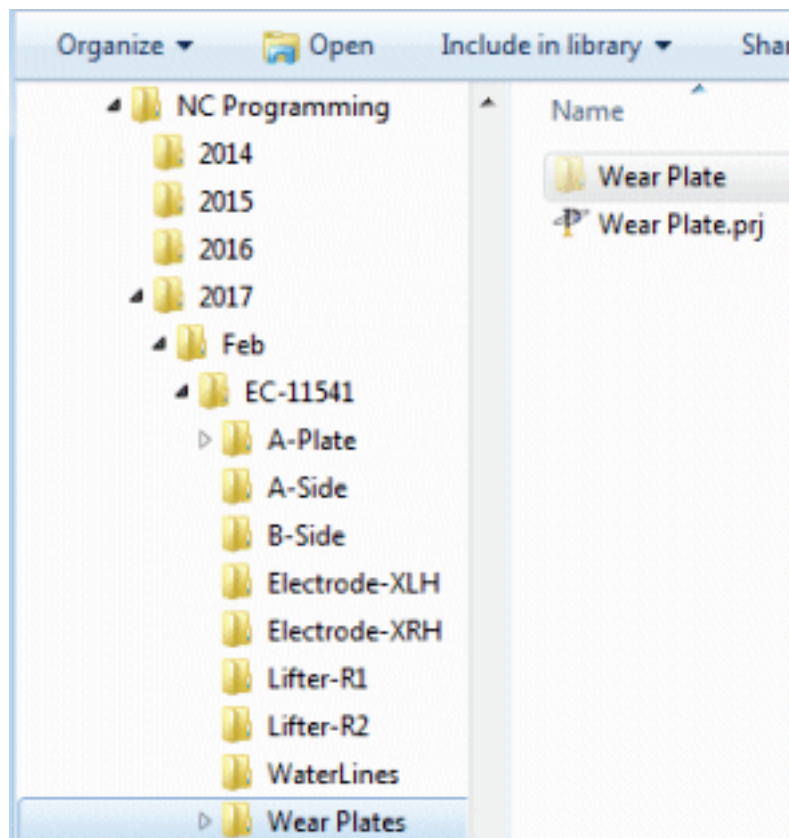 Organize Open Include in library
NC Programming
2014
2015
2016
2017
Feb
EC-11541
A-Plate
A-Side
B-Side
Electrode-XLH
Electrode-XRH
Lifter-R1
Lifter-R2
WaterLines
Wear Plates
Name
Wear Plate
Wear Plate.prj